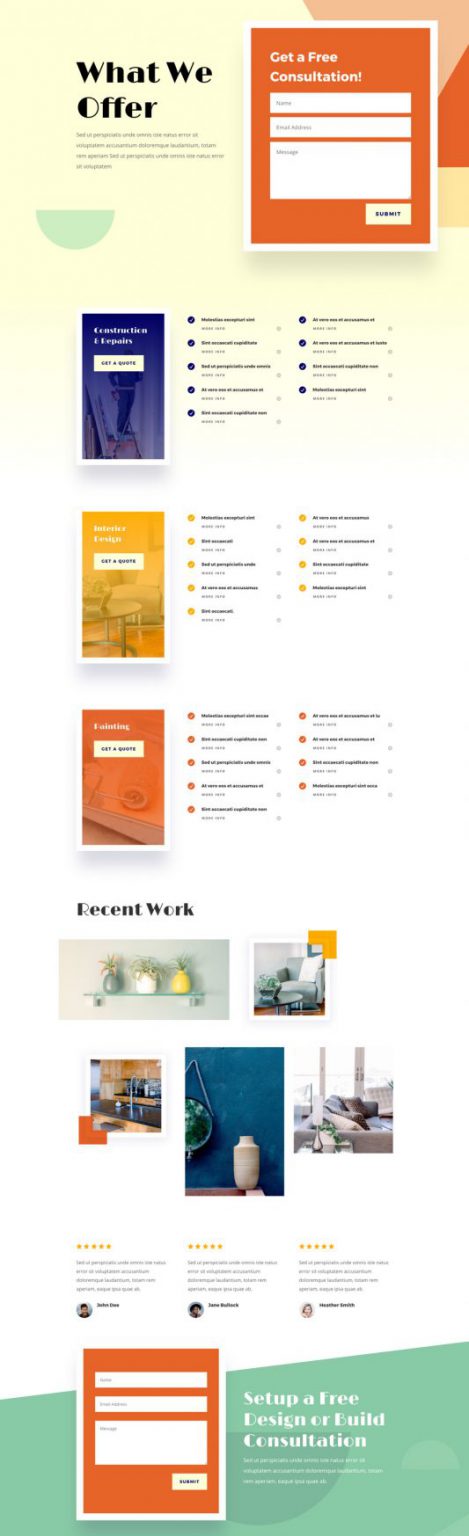 What We
Offer
Sed ut perspiciatis unde omnis iste natus error sit
voluptatem accusantium doloremque laudantium, totam
rem aperiam Sed ut perspiciatis unde omnis iste natus error
sit voluptatem
Get a Free
Consultation!
Name
Email Address
Message
SUBMIT
Construction
& Repairs
GET A QUOTE
Molestias excepturi sint
MORE INFO
Sint occaecati cupiditate
MORE INFO
Sed ut perspiciatis unde omnis
MORE INFO
At vero eos et accusamus et
MORE INFO
Sint occaecati cupiditate non
MORE INFO
At vero eos et accusamus et
MORE INFO
At vero eos et accusamus et iusto
MORE INFO
Sint occaecati cupiditate non
MORE INFO
Molestias excepturi sint
MORE INFO
Interior
Design
GET A QUOTE
Molestias excepturi sint
MORE INFO
Sint occaecati
MORE INFO
Sed ut perspiciatis unde
MORE INFO
At vero eos et accusamus
MORE INFO
Sint occaecati.
MORE INFO
At vero eos et accusamus
MORE INFO
At vero eos et accusamus et
MORE INFO
Sint occaecati cupiditate
MORE INFO
Molestias excepturi sint
MORE INFO
Painting
GET A QUOTE
Molestias excepturi sint occae
MORE INFO
Sint occaecati cupiditate non
MORE INFO
Sed ut perspiciatis unde omnis
MORE INFO
At vero eos et accusamus et
MORE INFO
Sint occaecati cupiditate non
MORE INFO
At vero eos et accusamus et iu
MORE INFO
At vero eos et accusamus et
MORE INFO
Sint occaecati cupiditate non
MORE INFO
Molestias excepturi sint occa
MORE INFO
Recent Work
Sed ut perspiciatis unde omnis iste natus
error sit voluptatem accusantium
doloremque laudantium, totam rem
aperiam, eaque ipsa quae ab.
John Doe
Sed ut perspiciatis unde omnis iste natus
error sit voluptatem accusantium
doloremque laudantium, totam rem
aperiam, eaque ipsa quae ab.
Jane Bullock
Sed ut perspiciatis unde omnis iste natus
error sit voluptatem accusantium
doloremque laudantium, totam rem
aperiam, eaque ipsa quae ab.
Heather Smith
Name
Email Address
Message
SUBMIT
Setup a Free
Design or Build
Consultation
Sed ut perspiciatis unde omnis iste natus error sit
voluptatem accusantium doloremque laudantium, totam
rem aperiam, eaque ipsa quae ab.